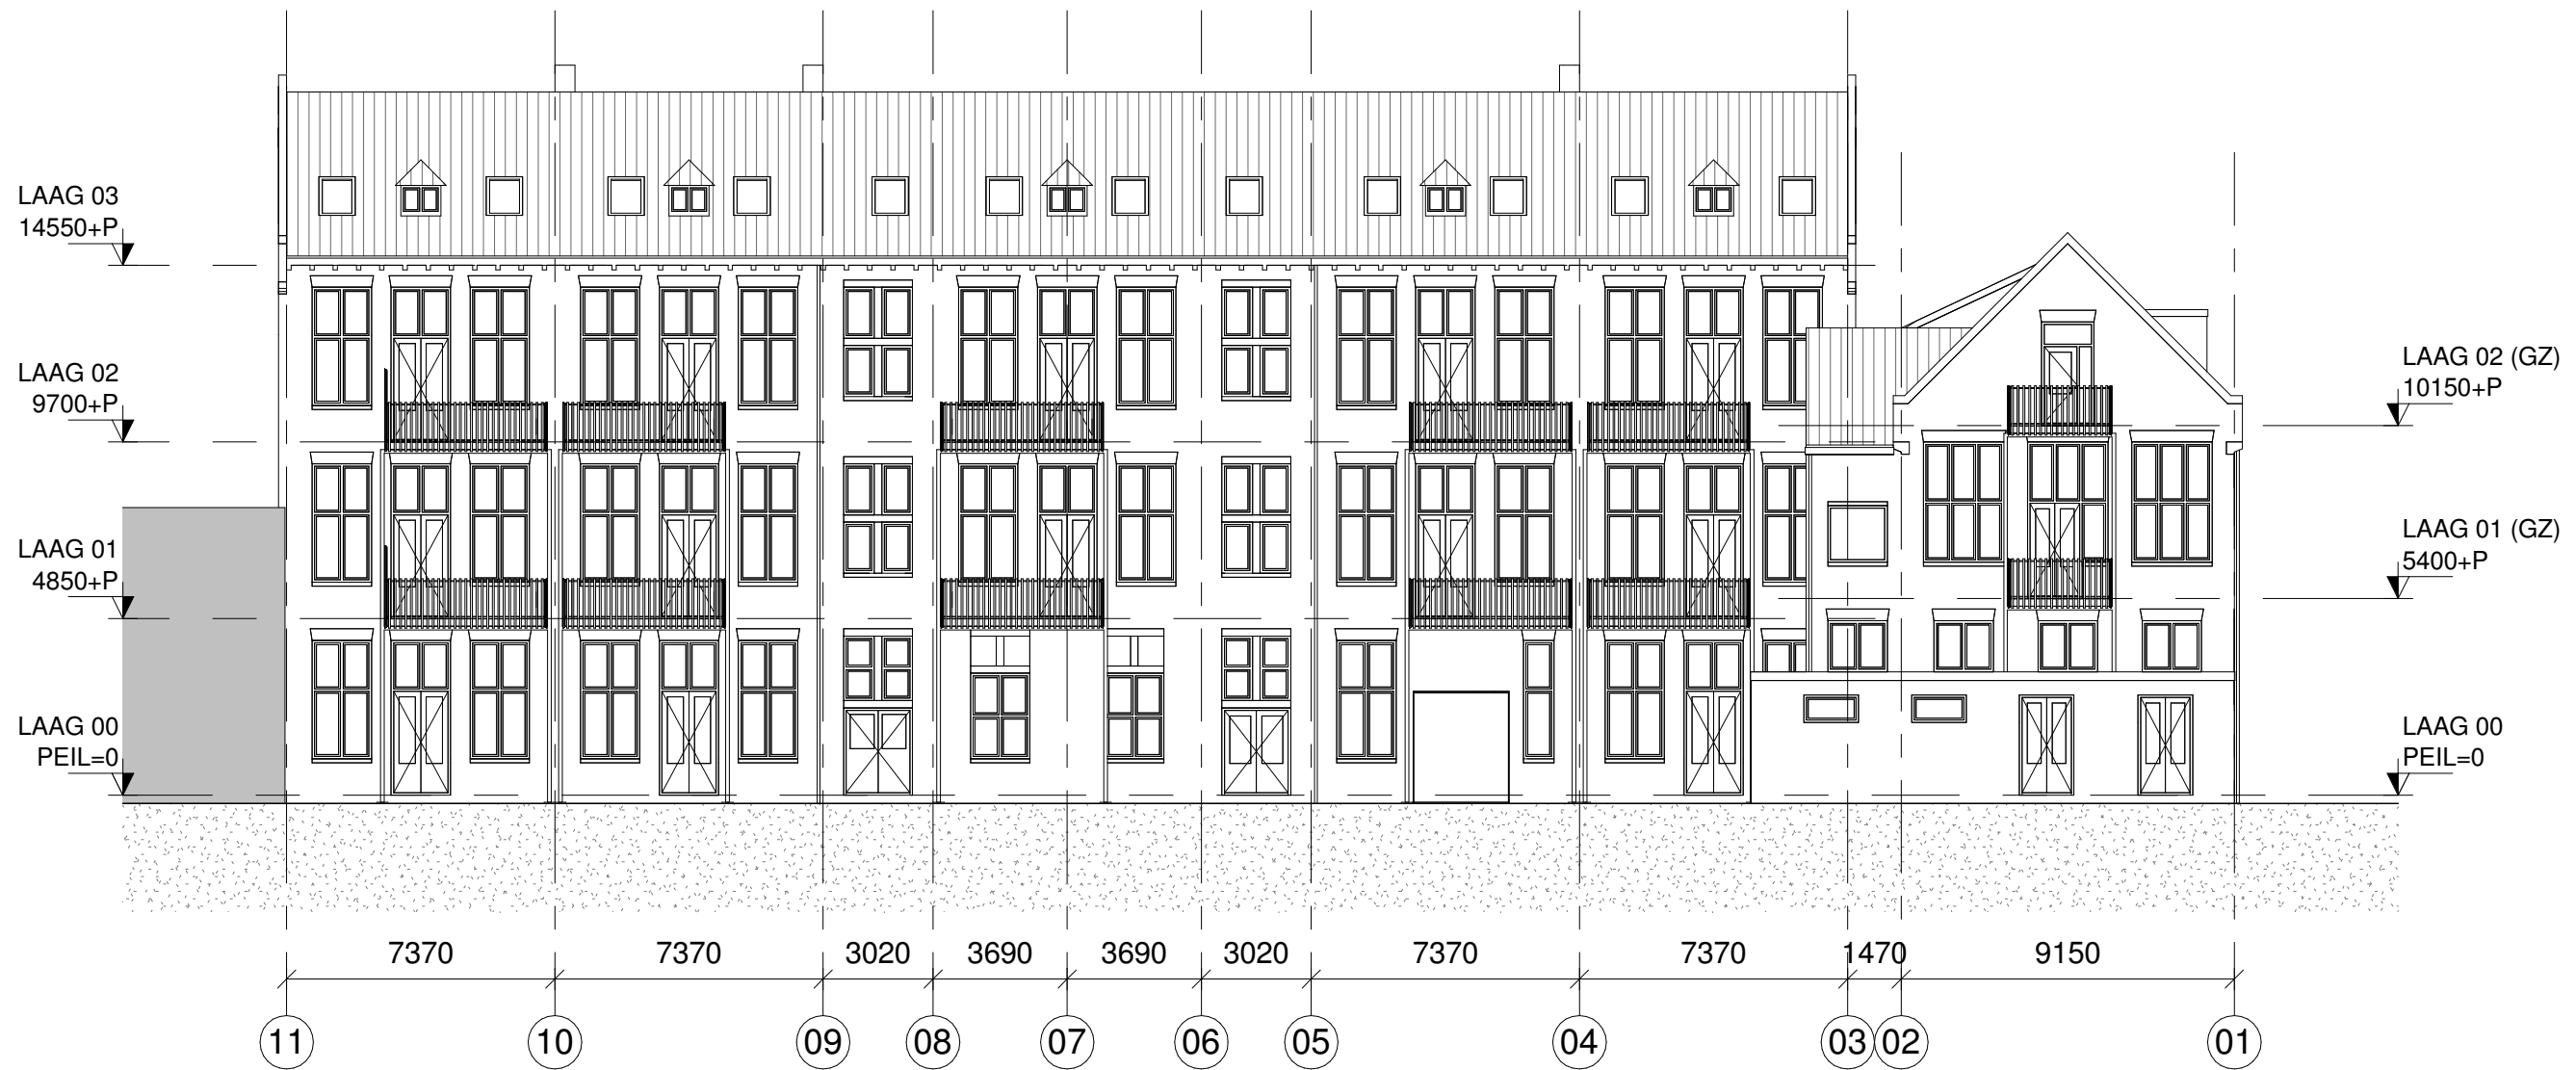 LAAG 03
14550+P
LAAG 02
9700+P
LAAG 01
4850+P
LAAG 00
PEIL=0
LAAG 02 (GZ)
10150+P
LAAG 01 (GZ)
5400+P
LAAG 00
PEIL=0
7370 7370 3020 3690 3690 3020 7370 7370 1470 9150
11 10 09 08 07 06 05 04 03 02 01